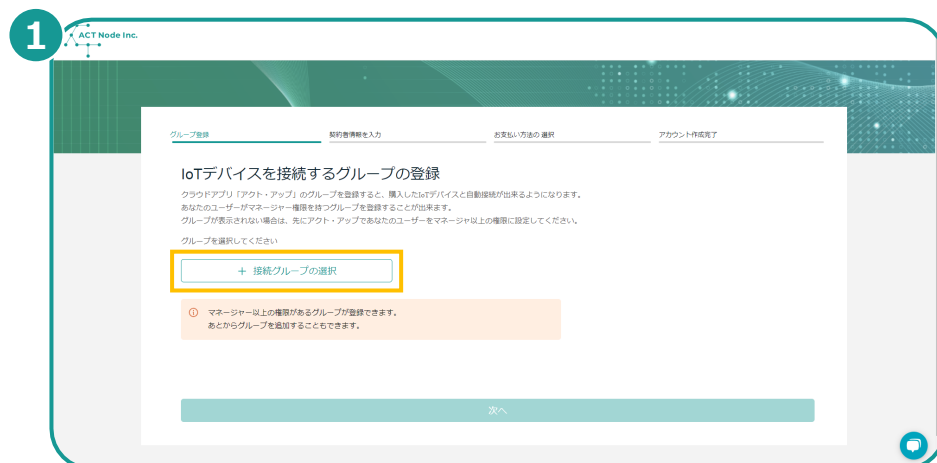 1
ACT Node Inc.
グループ登録
契約者情報を入力
お支払い方法の選択
アカウント作成完了
IoTデバイスを接続するグループの登録
クラウドアプリ「アクト・アップ」のグループを登録すると、購入したIoTデバイスと自動接続が出来るようになります。
あなたのユーザーがマネージャー権限を持つグループを登録することが出来ます。
グループが表示されない場合は、先にアクト・アップであなたのユーザーをマネージャ以上の権限に設定してください。
グループを選択してください
+ 接続グループの選択
マネージャー以上の権限があるグループが登録できます。
あとからグループを追加することもできます。
次へ